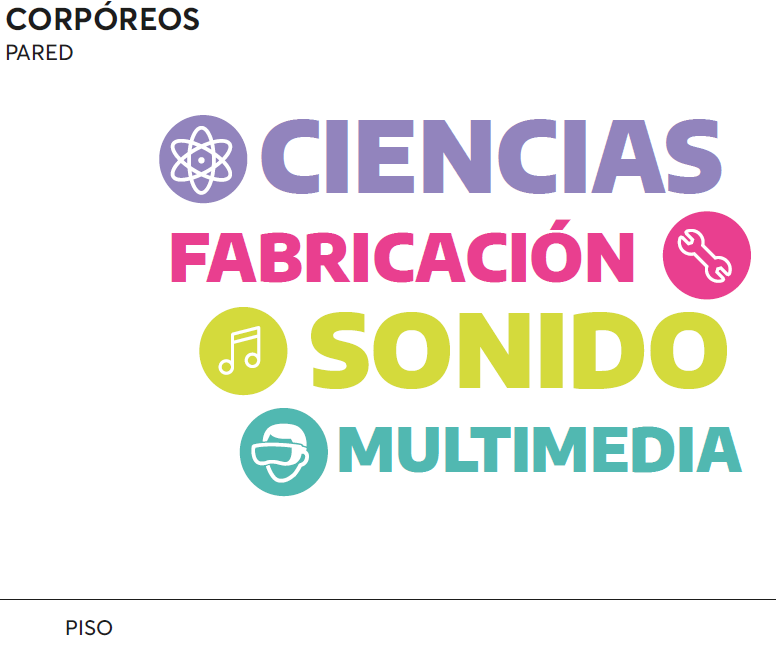 CORPÓREOS
PARED
CIENCIAS
FABRICACIÓN
SONIDO
MULTIMEDIA
PISO